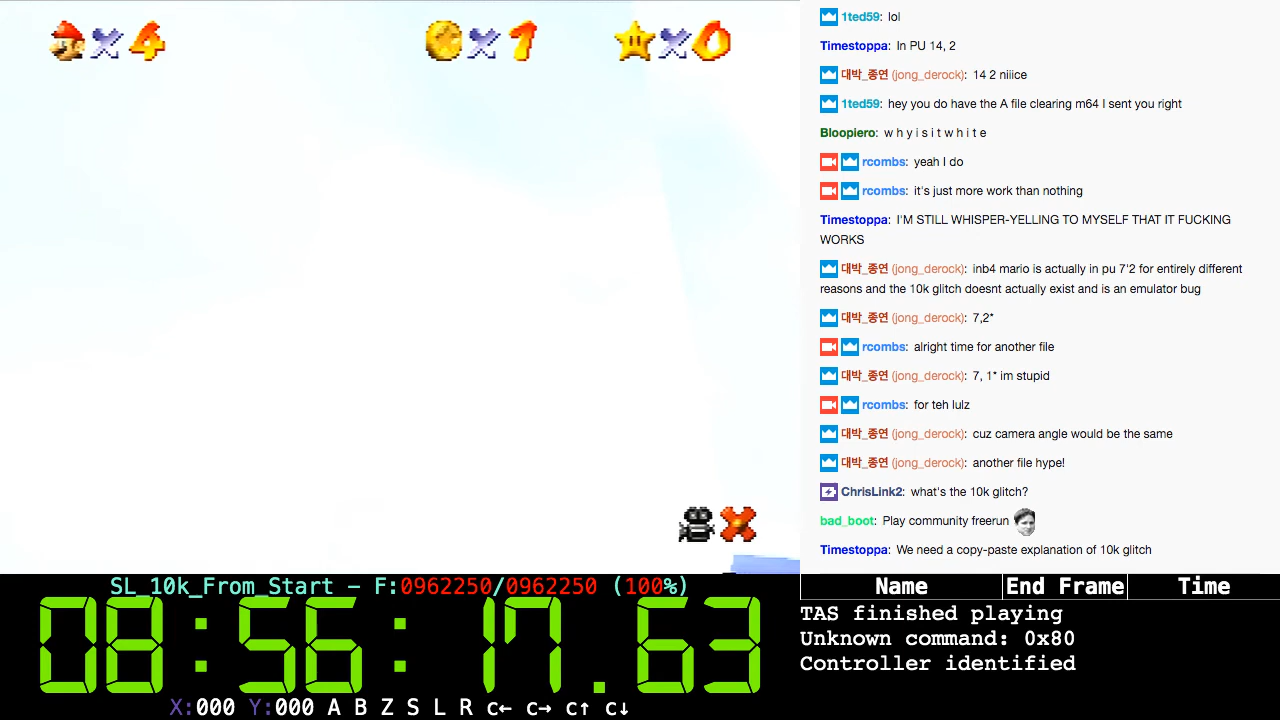 x4
x1
x0
1ted59: lol
Timestoppa: In PU 14, 2
대박_종연 (jong_derock): 14 2 niiice
1ted59: hey you do have the A file clearing m64 I sent you right
Bloopiero: w h y i s i t w h i t e
rcombs: yeah I do
rcombs: it's just more work than nothing
Timestoppa: I'M STILL WHISPER-YELLING TO MYSELF THAT IT FUCKING
WORKS
대박_종연 (jong_derock): inb4 mario is actually in pu 7'2 for entirely different
reasons and the 10k glitch doesnt actually exist and is an emulator bug
대박_종연 (jong_derock): 7,2*
rcombs: alright time for another file
대박_종연 (jong_derock): 7, 1* im stupid
rcombs: for teh lulz
대박_종연 (jong_derock): cuz camera angle would be the same
대박_종연 (jong_derock): another file hype!
ChrisLink2: what's the 10k glitch?
bad_boot: Play community freerun
Timestoppa: We need a copy-paste explanation of 10k glitch
SL_10k_From_Start – F:0962250/0962250 (100%)
08:56:17.63
X:000 Y:000 A B Z S L R c← c→ c↑ c↓
Name End Frame Time
TAS finished playing
Unknown command: 0x80
Controller identified